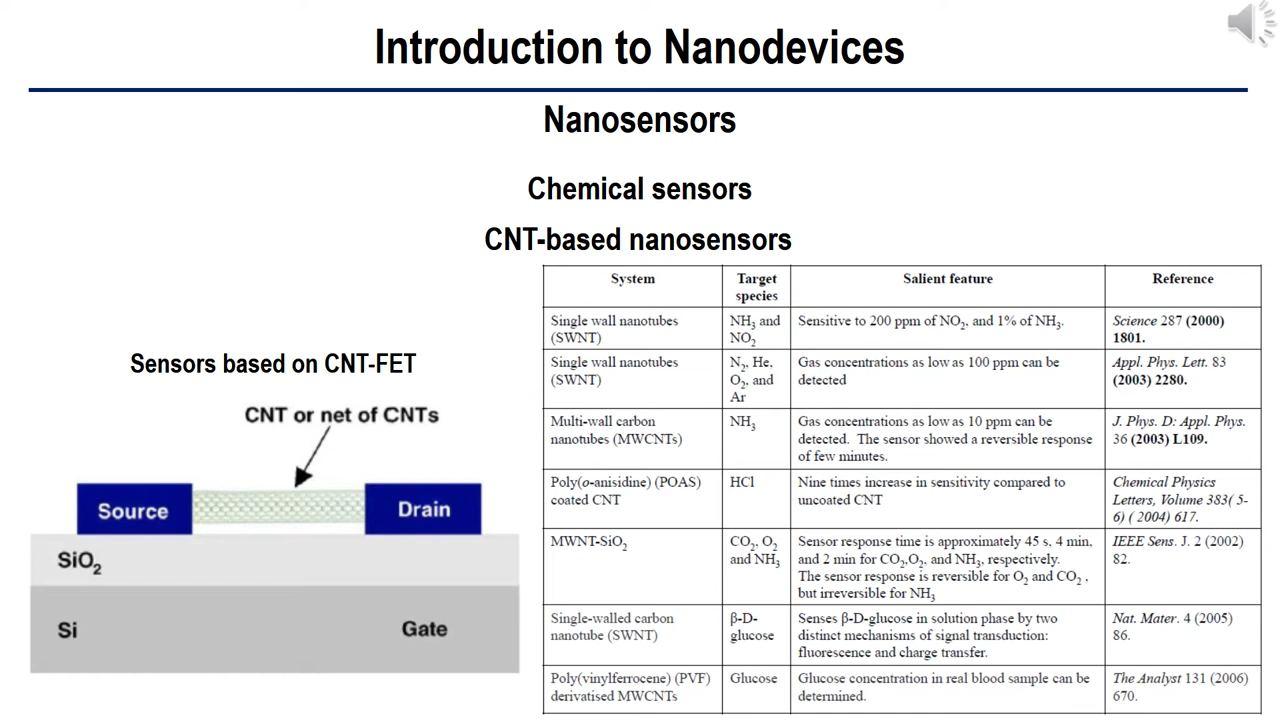 Introduction to Nanodevices
Nanosensors
Chemical sensors
CNT-based nanosensors
Sensors based on CNT-FET
CNT or net of CNTs
Source
Drain
SiO₂
Si
Gate
System
Target
species
Salient feature
Reference
Single wall nanotubes
(SWNT)
NH₃ and
NO₂
Sensitive to 200 ppm of NO₂, and 1% of NH₃.
Science 287 (2000)
1801.
Single wall nanotubes
(SWNT)
N₂, He,
O₂, and
Ar
Gas concentrations as low as 100 ppm can be
detected
Appl. Phys. Lett. 83
(2003) 2280.
Multi-wall carbon
nanotubes (MWCNTs)
NH₃
Gas concentrations as low as 10 ppm can be
detected. The sensor showed a reversible response
of few minutes.
J. Phys. D: Appl. Phys.
36 (2003) L109.
Poly(o-anisidine) (POAS)
coated CNT
HCl
Nine times increase in sensitivity compared to
uncoated CNT
Chemical Physics
Letters, Volume 383( 5-
6) ( 2004) 617.
MWNT-SiO₂
CO₂, O₂
and NH₃
Sensor response time is approximately 45 s, 4 min,
and 2 min for CO₂,O₂, and NH₃, respectively.
The sensor response is reversible for O₂ and CO₂ ,
but irreversible for NH₃
IEEE Sens. J. 2 (2002)
82.
Single-walled carbon
nanotube (SWNT)
β-D-
glucose
Senses β-D-glucose in solution phase by two
distinct mechanisms of signal transduction:
fluorescence and charge transfer.
Nat. Mater. 4 (2005)
86.
Poly(vinylferrocene) (PVF)
derivatised MWCNTs
Glucose
Glucose concentration in real blood sample can be
determined.
The Analyst 131 (2006)
670.